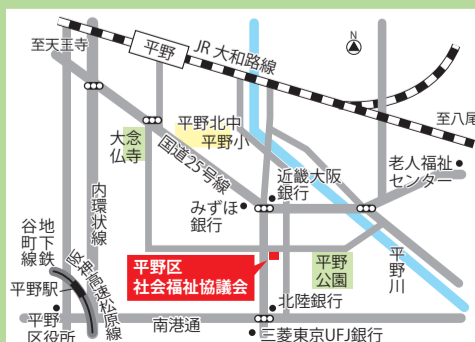 至天王寺
平野
JR 大和路線
N
至八尾
大念
仏寺
平野北中
平野小
国道25号線
老人福祉
センター
近畿大阪
銀行
みずほ
銀行
内環状線
地下鉄
谷町線
阪神高速松原線
平野区
社会福祉協議会
平野
公園
平野川
平野駅
北陸銀行
平野
区役所
南港通
三菱東京UFJ銀行